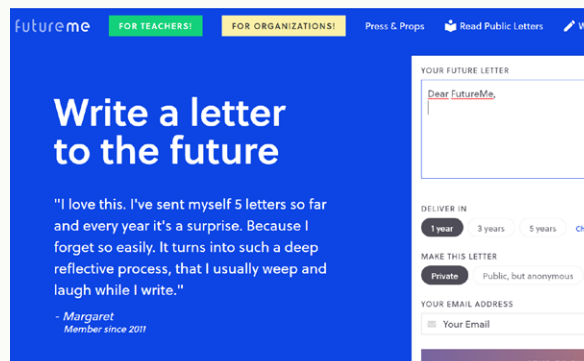 futureme
FOR TEACHERS!
FOR ORGANIZATIONS!
Press & Props
Read Public Letters
Write a letter
to the future
"I love this. I've sent myself 5 letters so far
and every year it's a surprise. Because I
forget so easily. It turns into such a deep
reflective process, that I usually weep and
laugh while I write."
- Margaret
Member since 2011
YOUR FUTURE LETTER
Dear FutureMe,
DELIVER IN
1 year 3 years 5 years
MAKE THIS LETTER
Private Public, but anonymous
YOUR EMAIL ADDRESS
Your Email